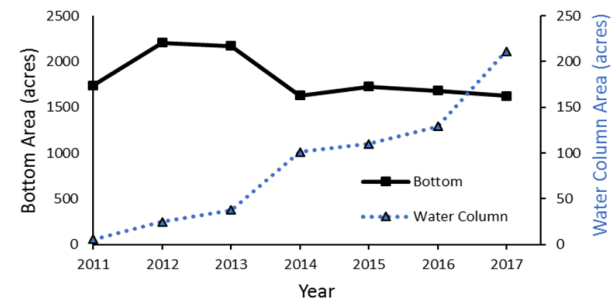 Bottom Area (acres)
2500
2000
1500
1000
500
0
2011 2012 2013 2014 2015 2016 2017
Year
Bottom
Water Column
250
200
150
100
50
0
Water Column Area (acres)